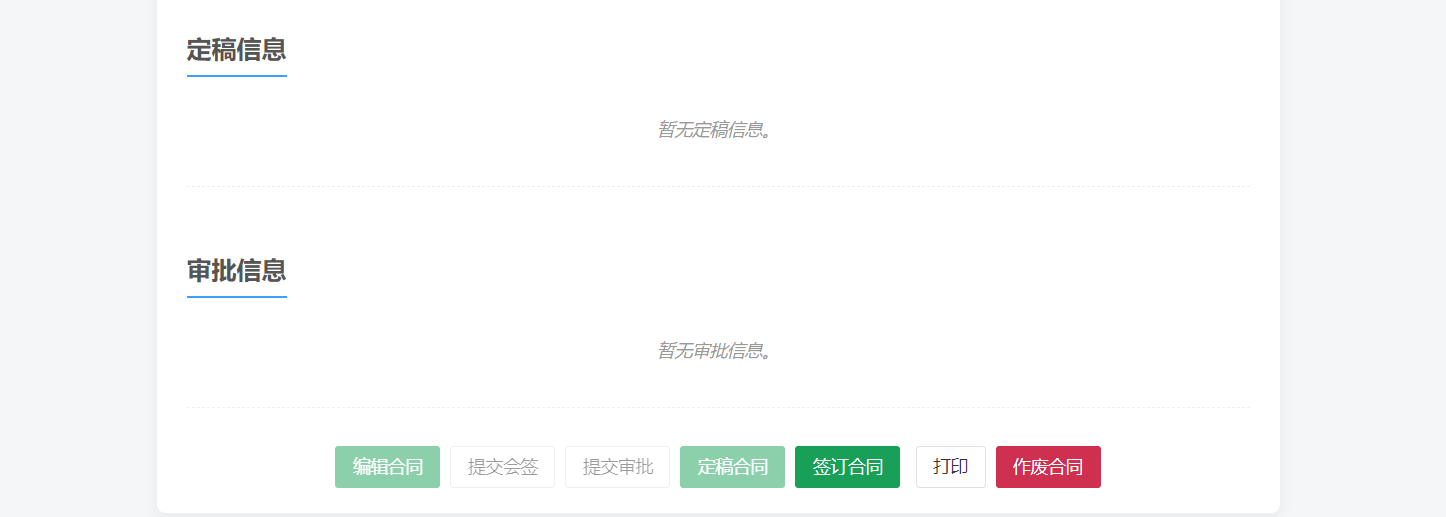 定稿信息
暂无定稿信息。
审批信息
暂无审批信息。
编辑合同 提交会签 提交审批 定稿合同 签订合同 打印 作废合同